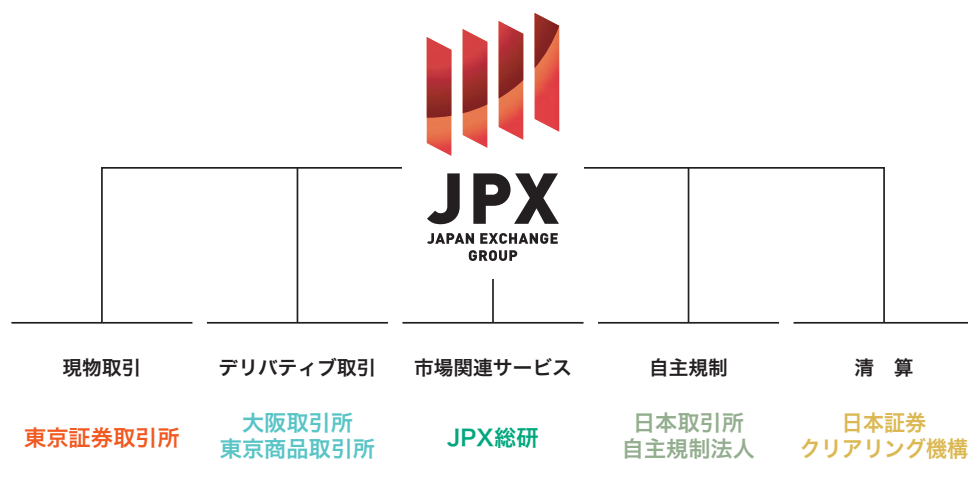 JPX
JAPAN EXCHANGE
GROUP
現物取引
デリバティブ取引
市場関連サービス
自主規制
清　算
東京証券取引所
大阪取引所
東京商品取引所
JPX総研
日本取引所
自主規制法人
日本証券
クリアリング機構